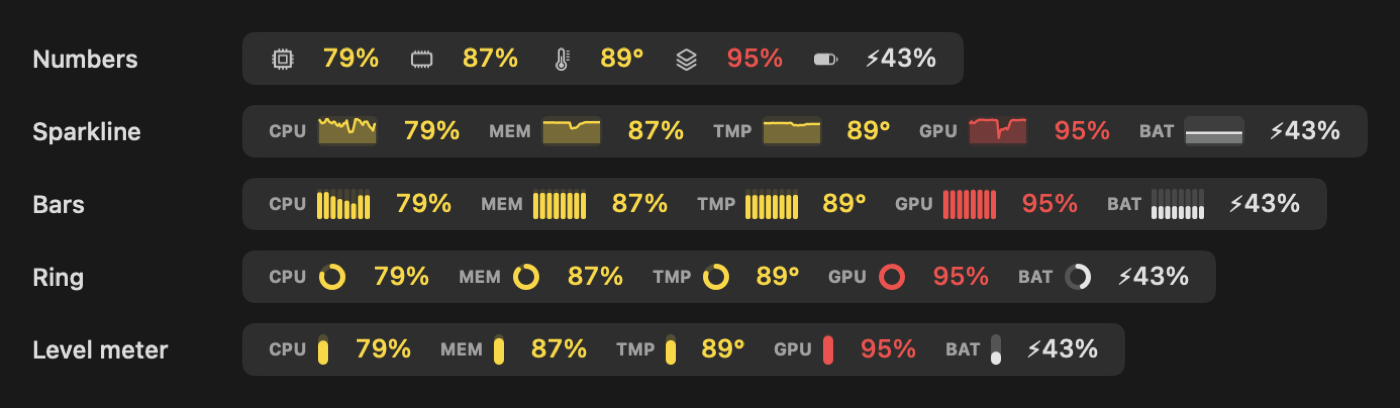 Numbers 79% 87% 89° 95% ⚡43%
Sparkline CPU 79% MEM 87% TMP 89° GPU 95% BAT ⚡43%
Bars CPU 79% MEM 87% TMP 89° GPU 95% BAT ⚡43%
Ring CPU 79% MEM 87% TMP 89° GPU 95% BAT ⚡43%
Level meter CPU 79% MEM 87% TMP 89° GPU 95% BAT ⚡43%